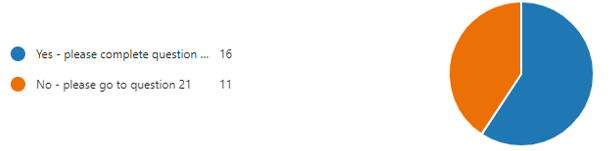 Yes - please complete question ... 16
No - please go to question 21 11